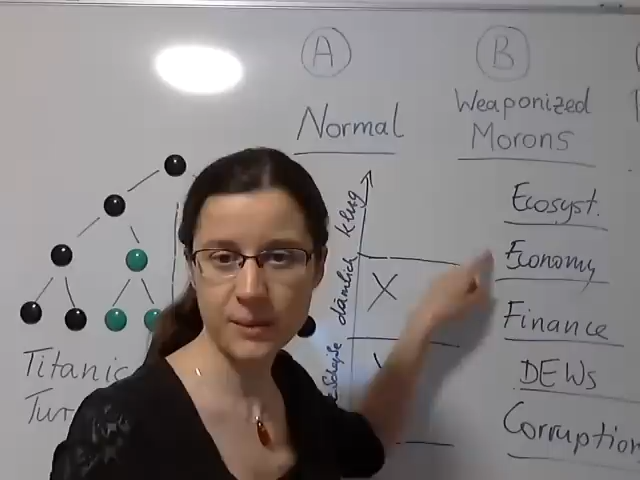 A
B
Normal
Weaponized
Morons
klug
dämlich
X
Ecosyst.
Economy
Finance
DEWs
Corruption
Titanic